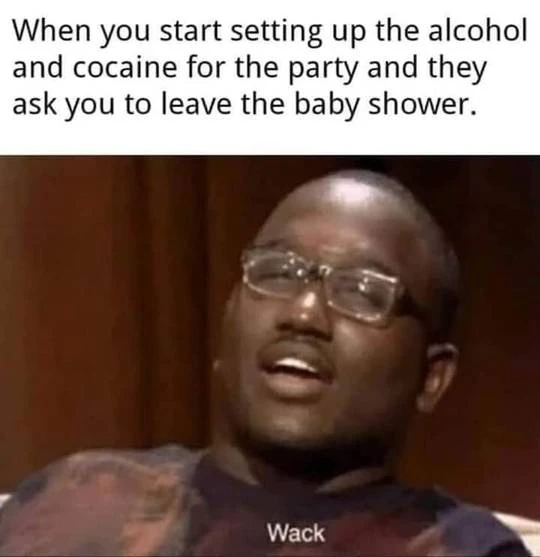 When you start setting up the alcohol
and cocaine for the party and they
ask you to leave the baby shower.
Wack